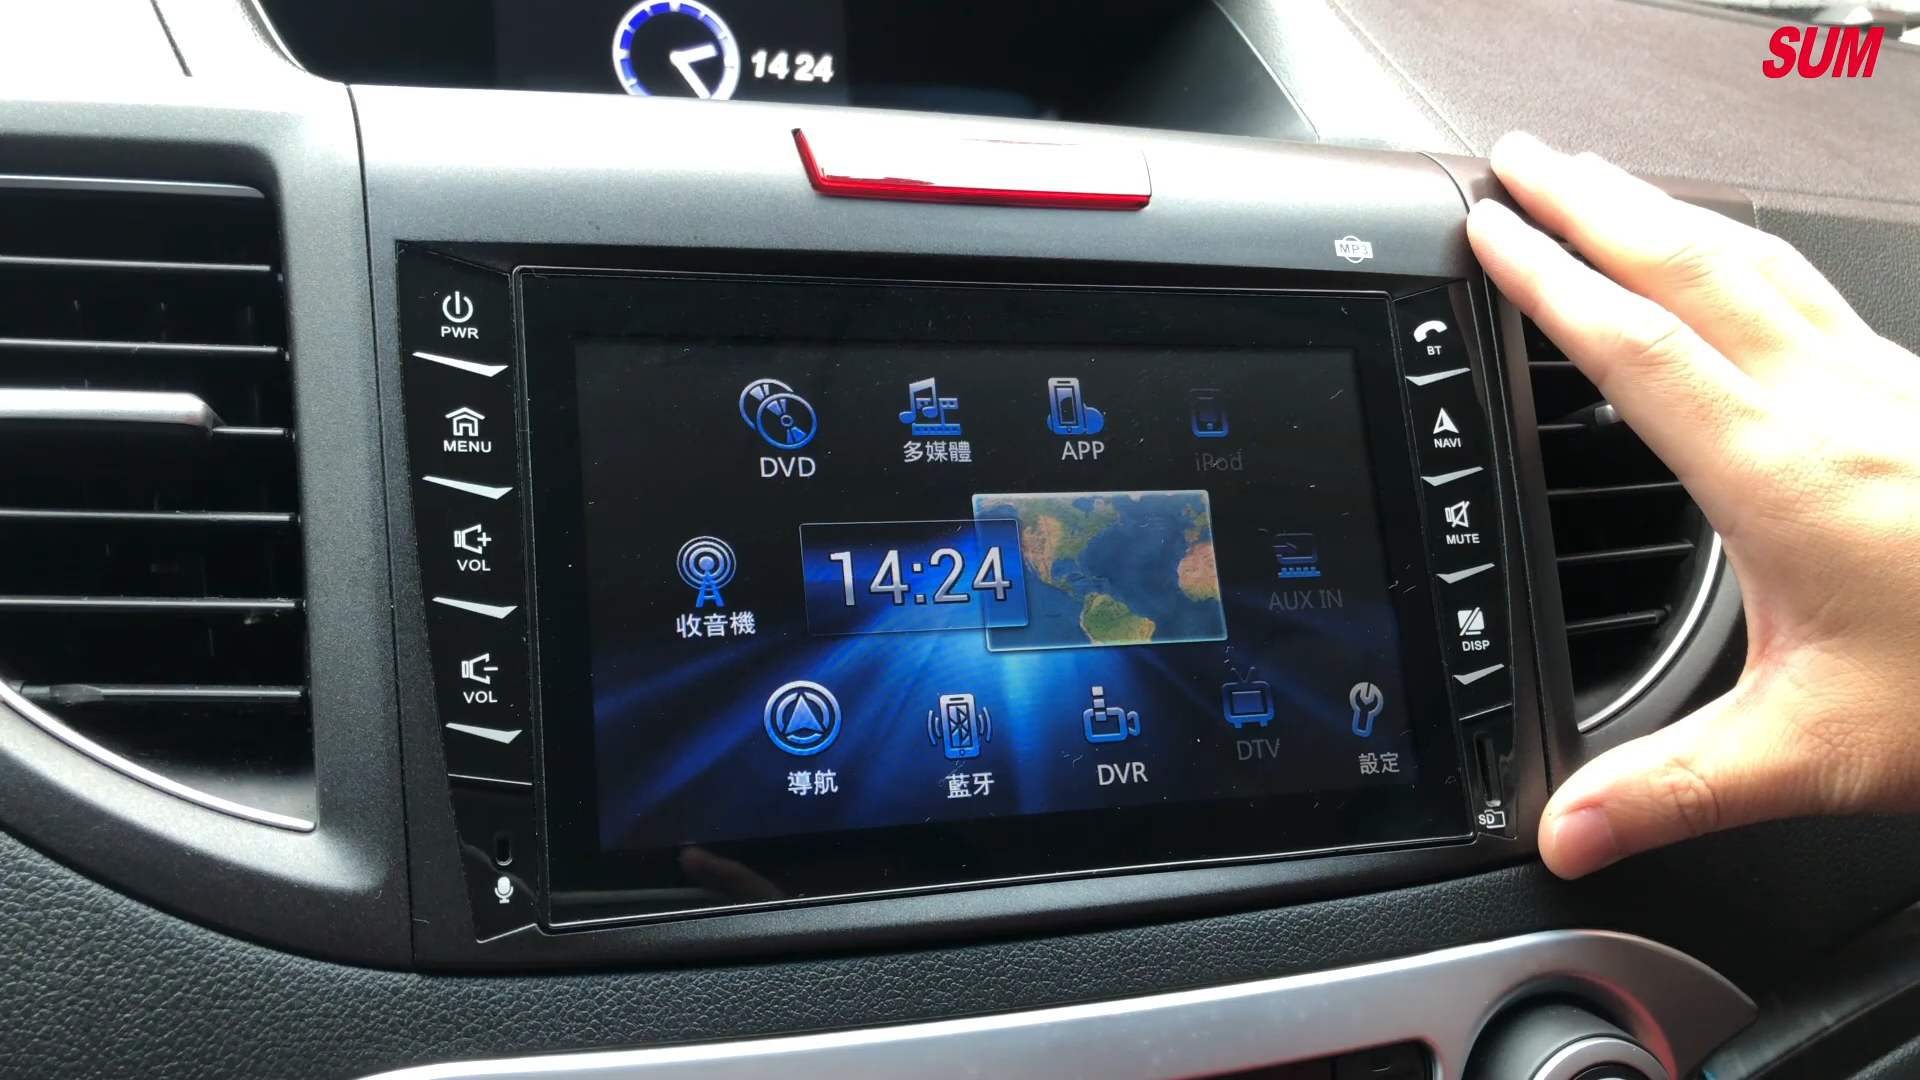 SUM
14 24
MP3
PWR
MENU
VOL
VOL
DVD
多媒體
APP
iPod
收音機
14:24
AUX IN
導航
藍牙
DVR
DTV
設定
BT
NAVI
MUTE
DISP
SD